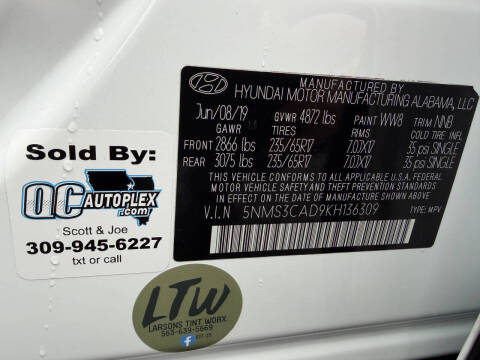 Sold By:
QC AUTOPLEX
.com
Scott & Joe
309-945-6227
txt or call
MANUFACTURED BY
HYUNDAI MOTOR MANUFACTURING ALABAMA, LLC
Jun/08/19 GVWR 4872 lbs PAINT WW8 TRIM NNB
GAWR TIRES RIMS COLD TIRE INFL
FRONT 2866 lbs 235/65R17 7.0JX17 35 psi SINGLE
REAR 3075 lbs 235/65R17 7.0JX17 35 psi SINGLE
THIS VEHICLE CONFORMS TO ALL APPLICABLE U.S.A. FEDERAL
MOTOR VEHICLE SAFETY AND THEFT PREVENTION STANDARDS
IN EFFECT ON THE DATE OF MANUFACTURE SHOWN ABOVE.
V.I.N 5NMS3CAD9KH136309
TYPE: MPV
LTW
LARSONS TINT WORX
563-639-5669
f